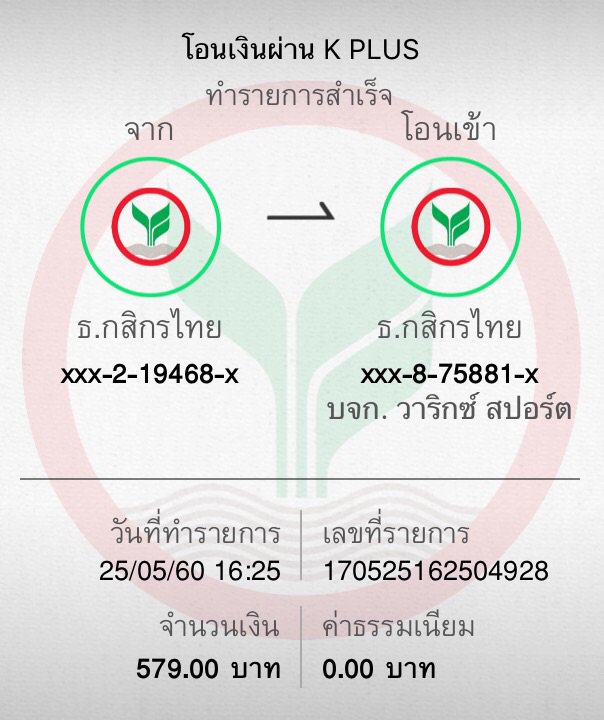 โอนเงินผ่าน K PLUS
ทำรายการสำเร็จ
จาก
โอนเข้า
ธ.กสิกรไทย
ธ.กสิกรไทย
xxx-2-19468-x
xxx-8-75881-x
บจก. วาริกซ์ สปอร์ต
วันที่ทำรายการ
เลขที่รายการ
25/05/60 16:25
170525162504928
จำนวนเงิน
ค่าธรรมเนียม
579.00 บาท
0.00 บาท